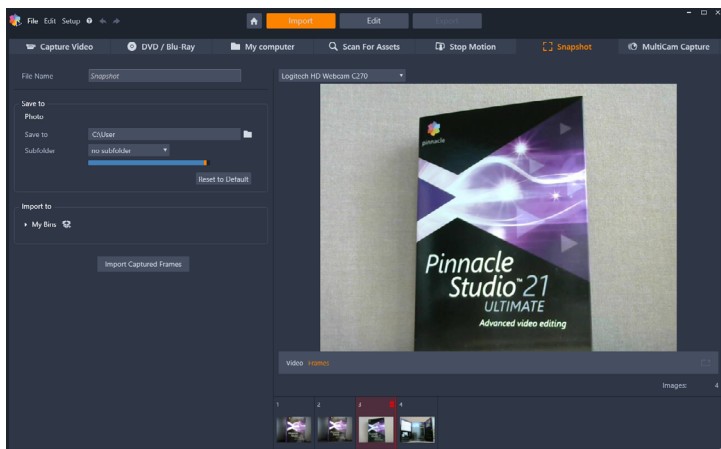 File Edit Setup
Import
Edit
Export
Capture Video
DVD / Blu-Ray
My computer
Scan For Assets
Stop Motion
Snapshot
MultiCam Capture
File Name
Snapshot
Logitech HD Webcam C270
Save to
Photo
Save to
C:\User
Subfolder
no subfolder
Reset to Default
Import to
My Bins
Import Captured Frames
pinnacle
Pinnacle
Studio™ 21
ULTIMATE
Advanced video editing
Video Frames
Images: 4
1 2 3 4